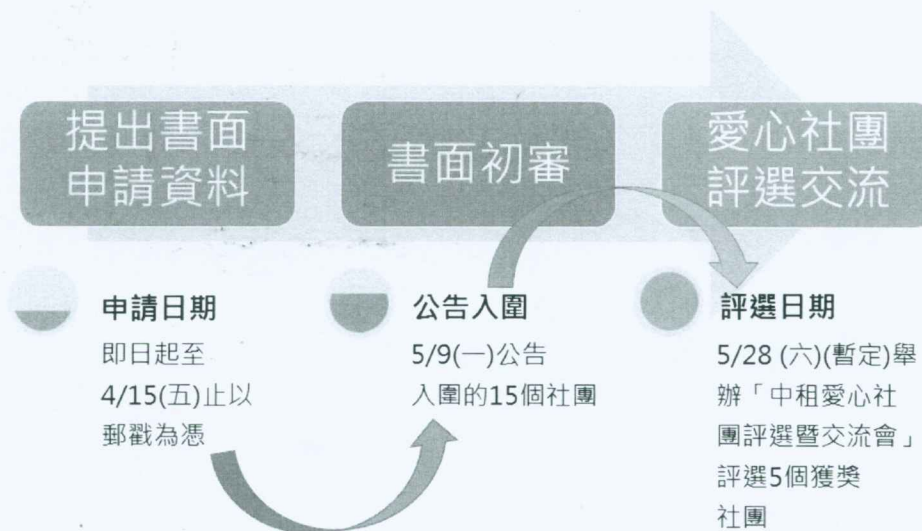 提出書面
申請資料
書面初審
愛心社團
評選交流
申請日期
即日起至
4/15(五)止以
郵戳為憑
公告入圍
5/9(一)公告
入圍的15個社團
評選日期
5/28 (六)(暫定)舉
辦「中租愛心社
團評選暨交流會」
評選5個獲獎
社團